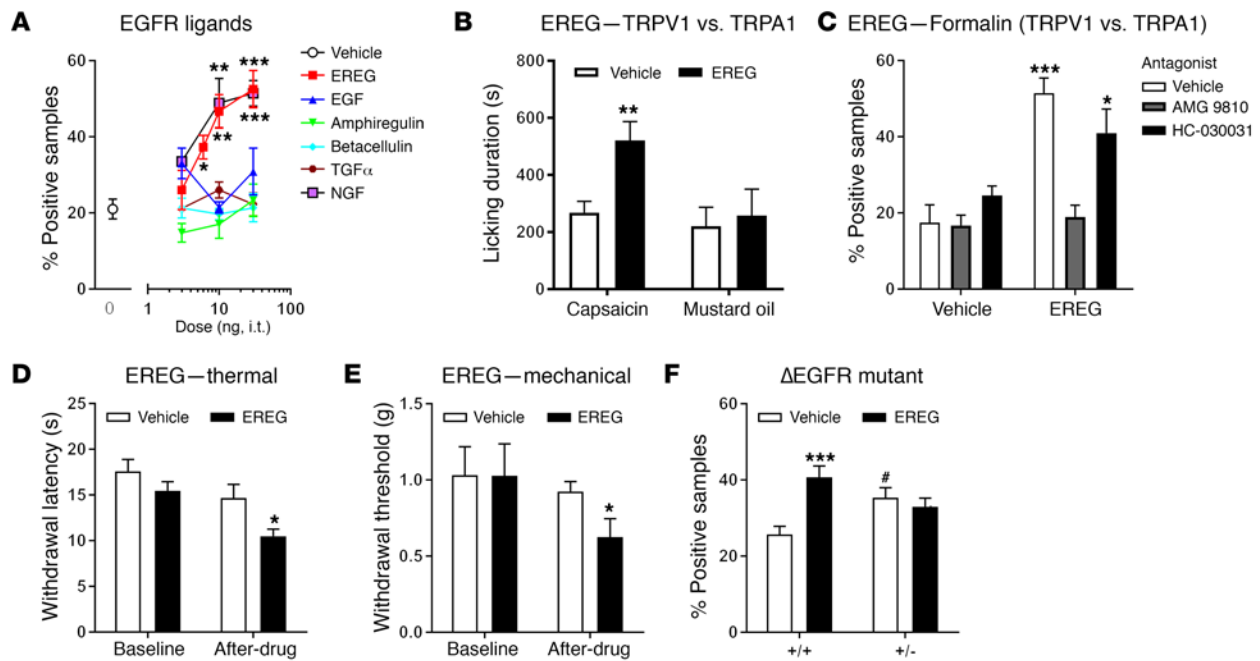 A
EGFR ligands
% Positive samples
60
40
20
0
0
1
10
100
Dose (ng, i.t.)
**
***
*
**
***
Vehicle
EREG
EGF
Amphiregulin
Betacellulin
TGFα
NGF
B
EREG—TRPV1 vs. TRPA1
Licking duration (s)
800
600
400
200
0
Vehicle
EREG
**
Capsaicin
Mustard oil
C
EREG—Formalin (TRPV1 vs. TRPA1)
% Positive samples
60
40
20
0
***
*
Vehicle
EREG
Antagonist
Vehicle
AMG 9810
HC-030031
D
EREG—thermal
Withdrawal latency (s)
25
20
15
10
5
0
Vehicle
EREG
*
Baseline
After-drug
E
EREG—mechanical
Withdrawal threshold (g)
1.5
1.0
0.5
0.0
Vehicle
EREG
*
Baseline
After-drug
F
ΔEGFR mutant
% Positive samples
60
40
20
0
Vehicle
EREG
***
#
+/+
+/-